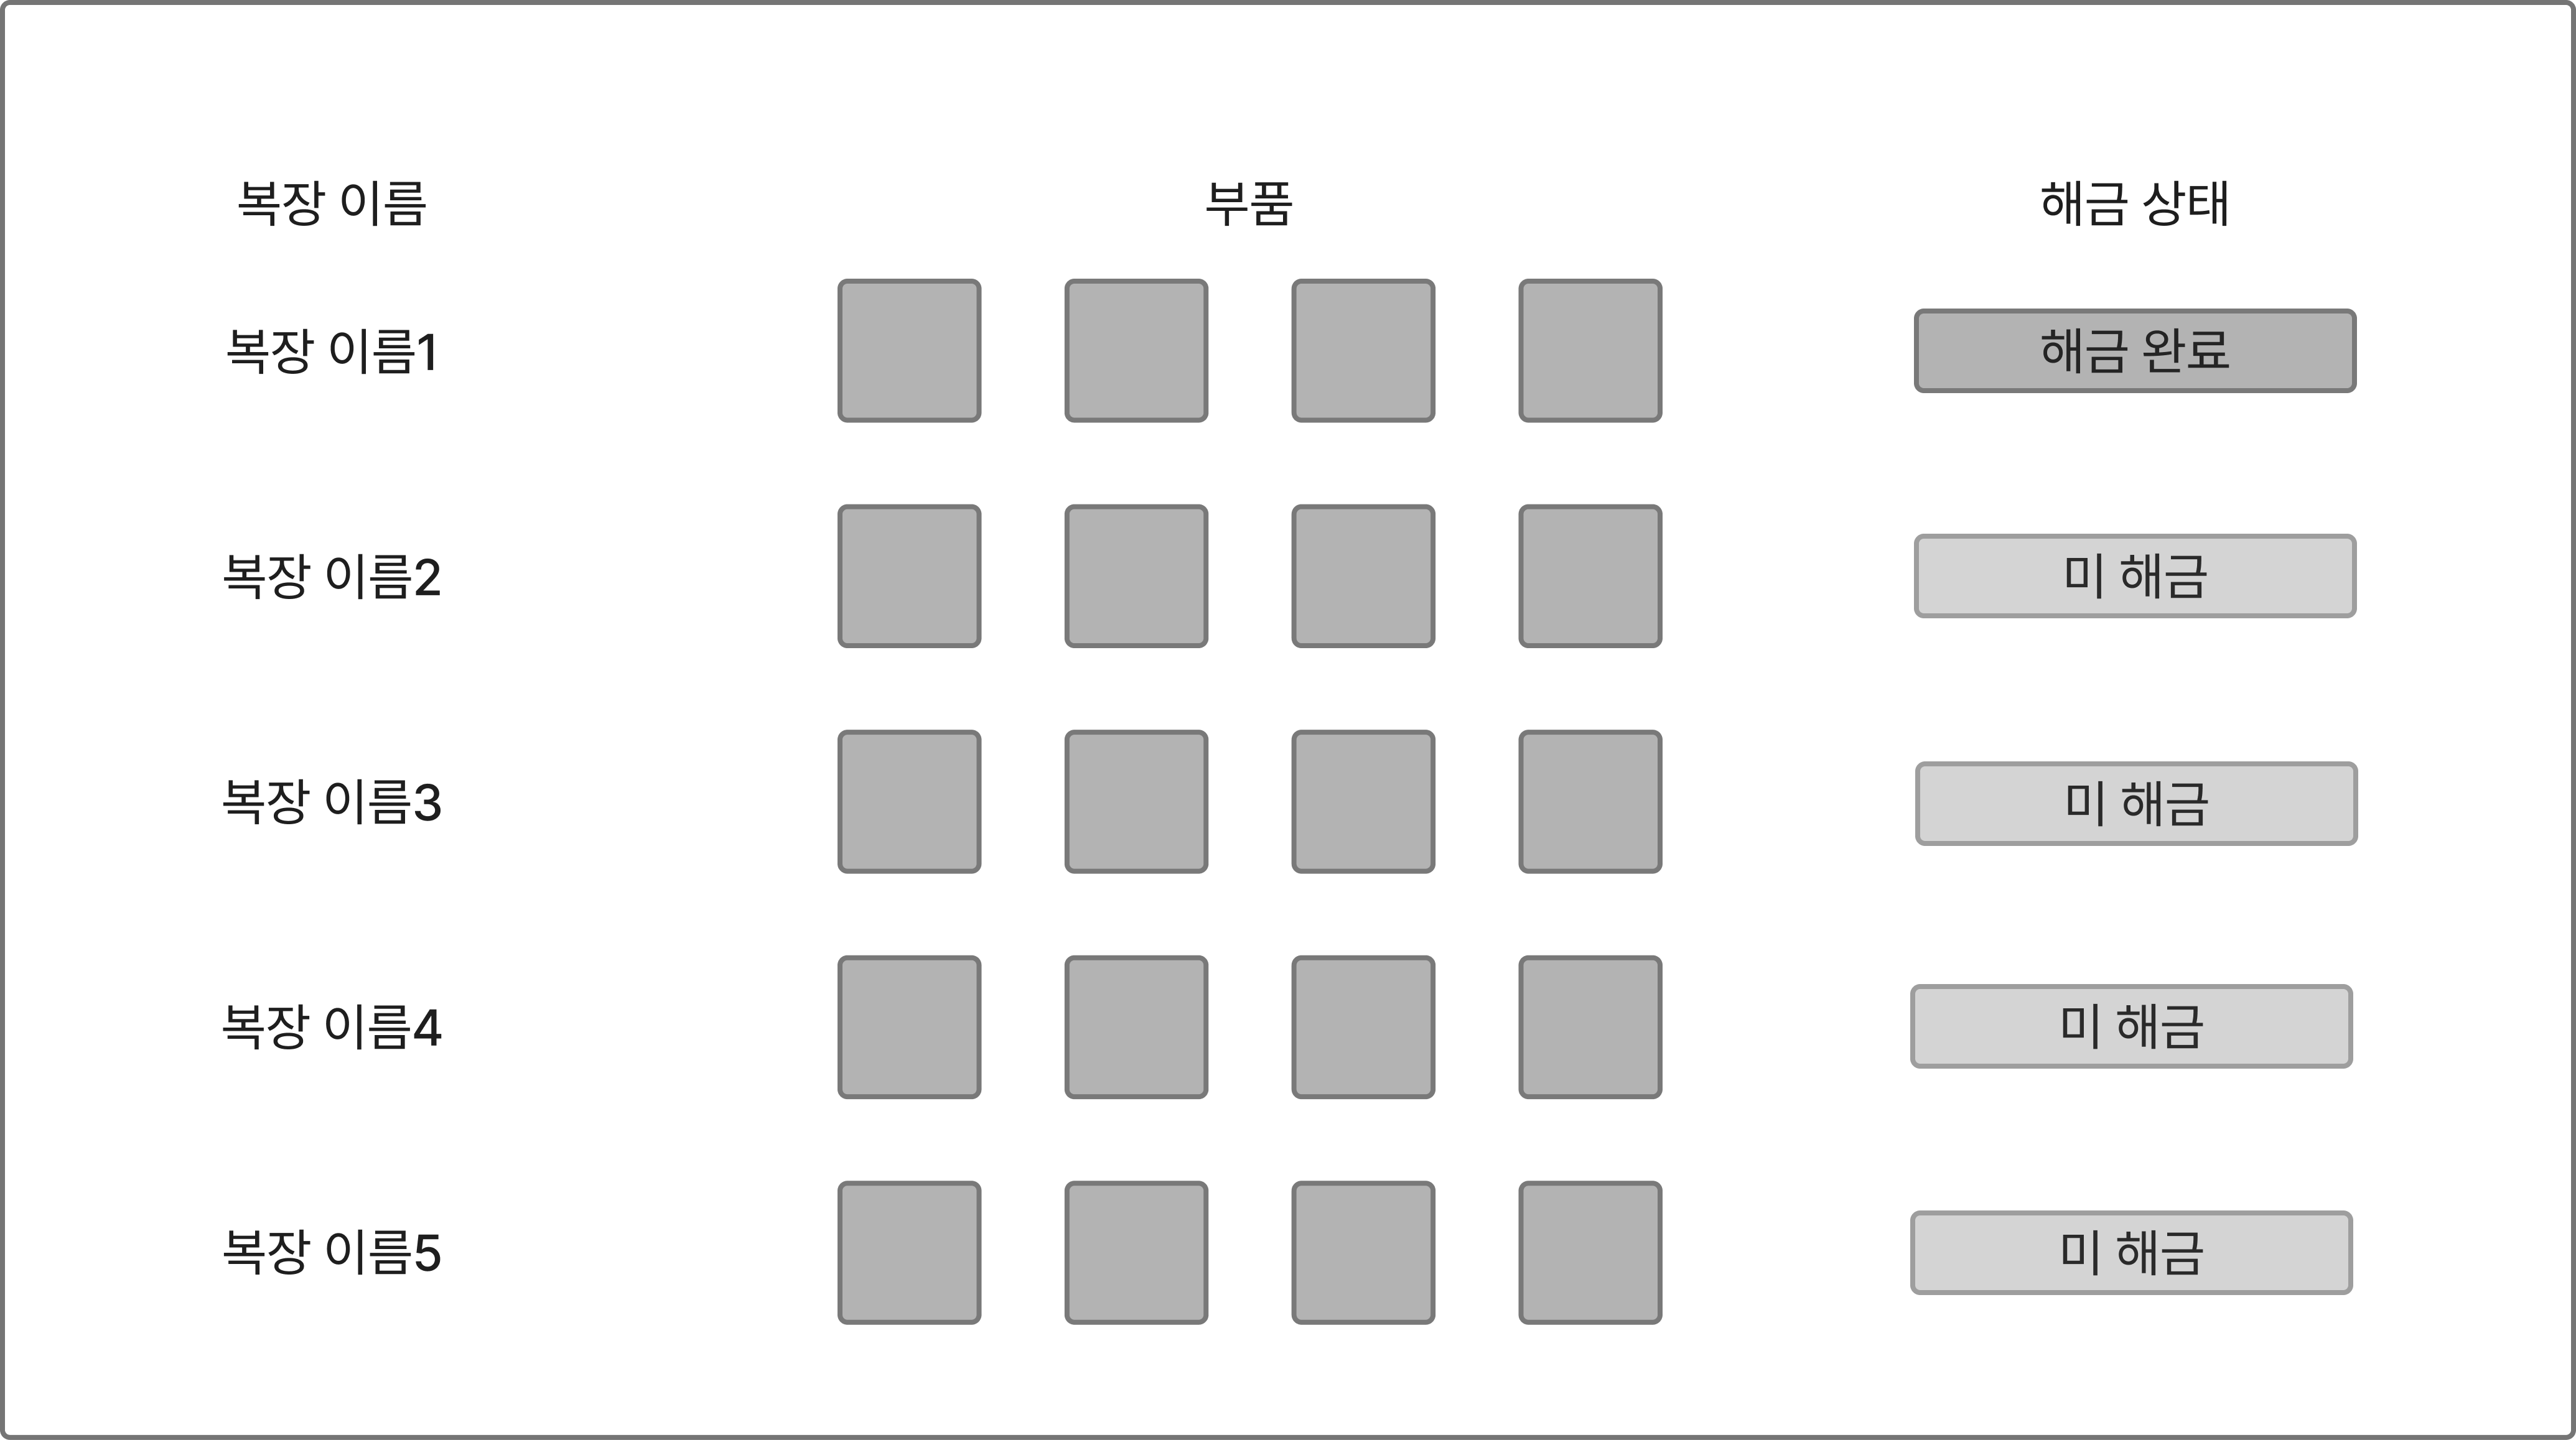 복장 이름 부품 해금 상태
복장 이름1 해금 완료
복장 이름2 미 해금
복장 이름3 미 해금
복장 이름4 미 해금
복장 이름5 미 해금